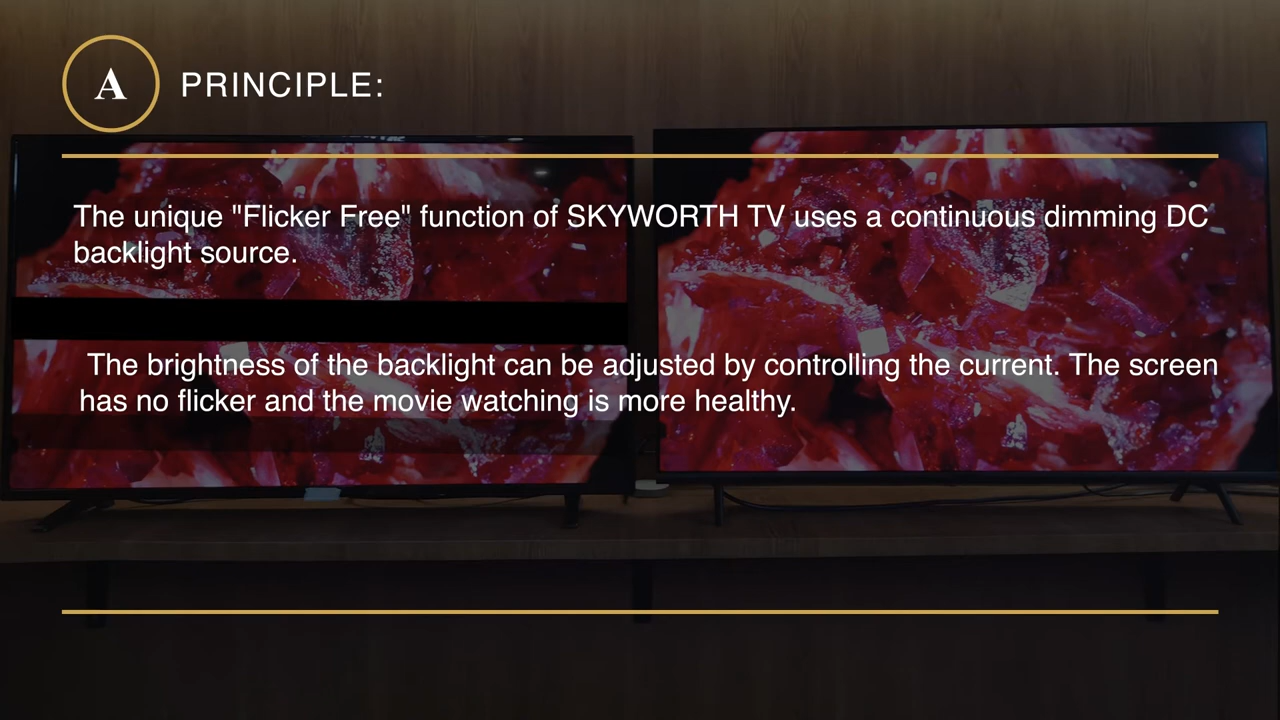 A
PRINCIPLE:
The unique "Flicker Free" function of SKYWORTH TV uses a continuous dimming DC
backlight source.
The brightness of the backlight can be adjusted by controlling the current. The screen
has no flicker and the movie watching is more healthy.